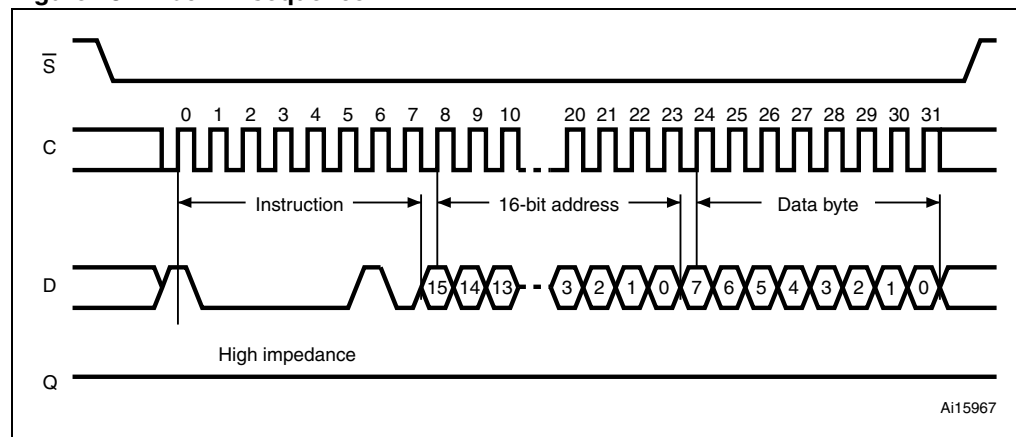 S
0 1 2 3 4 5 6 7 8 9 10 20 21 22 23 24 25 26 27 28 29 30 31
C
Instruction 16-bit address Data byte
D
15 14 13 3 2 1 0 7 6 5 4 3 2 1 0
High impedance
Q
Ai15967